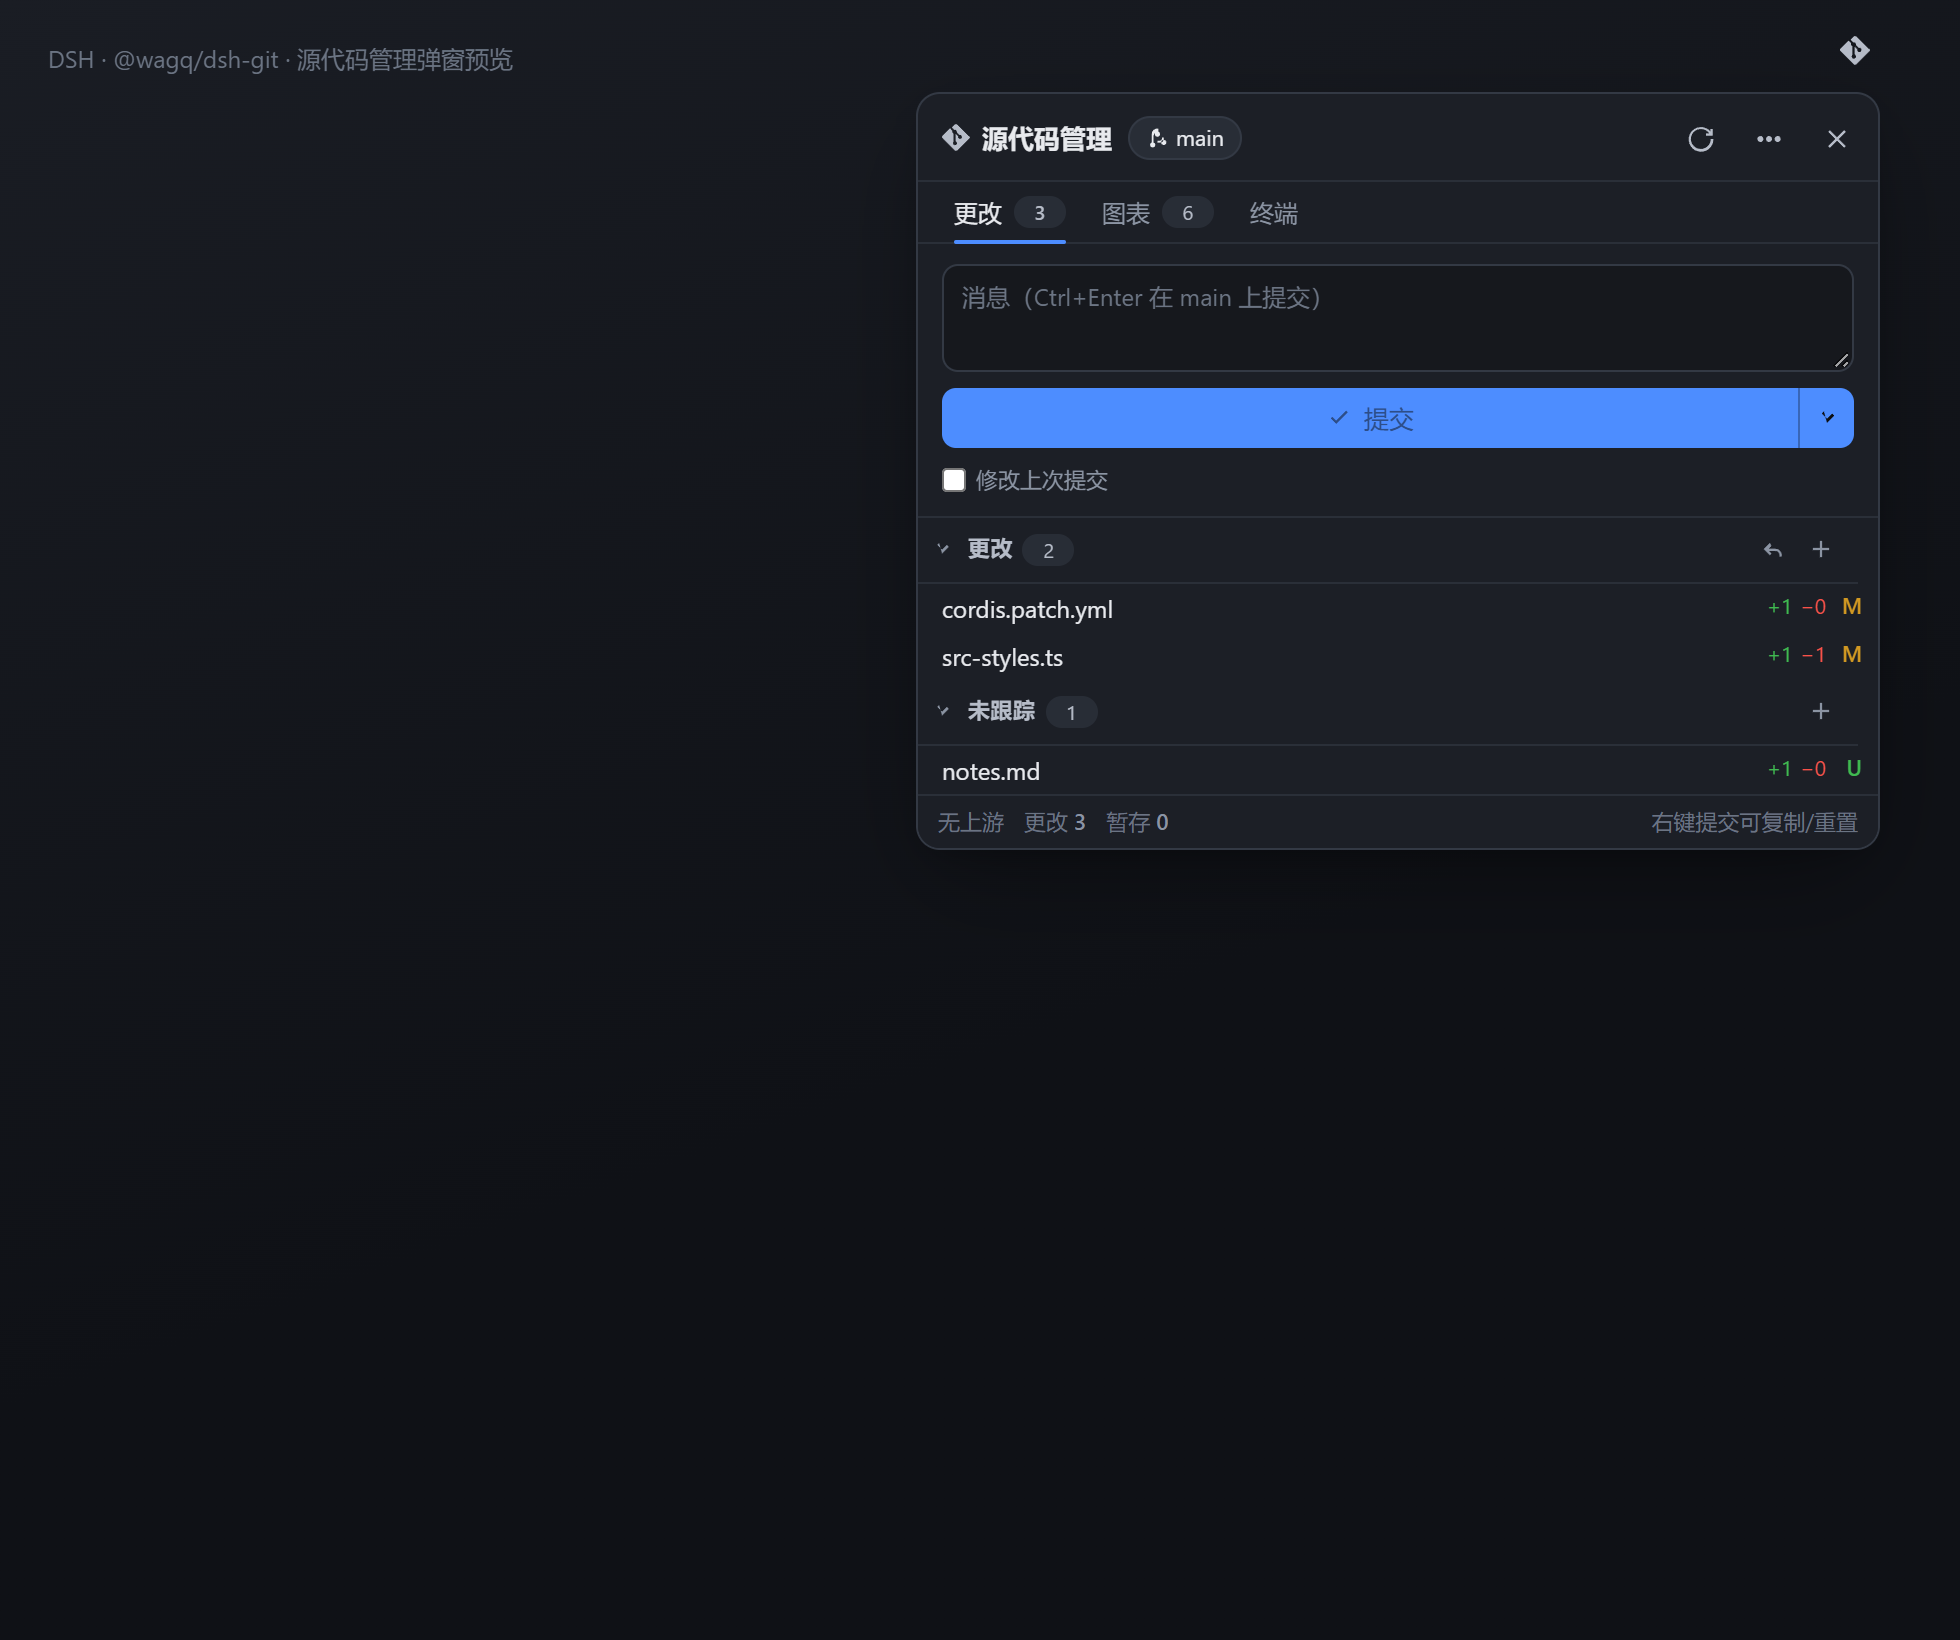 DSH · @wagq/dsh-git · 源代码管理弹窗预览
源代码管理 main
更改 3 图表 6 终端
消息（Ctrl+Enter 在 main 上提交）
提交
修改上次提交
更改 2
cordis.patch.yml +1 −0 M
src-styles.ts +1 −1 M
未跟踪 1
notes.md +1 −0 U
无上游 更改 3 暂存 0 右键提交可复制/重置